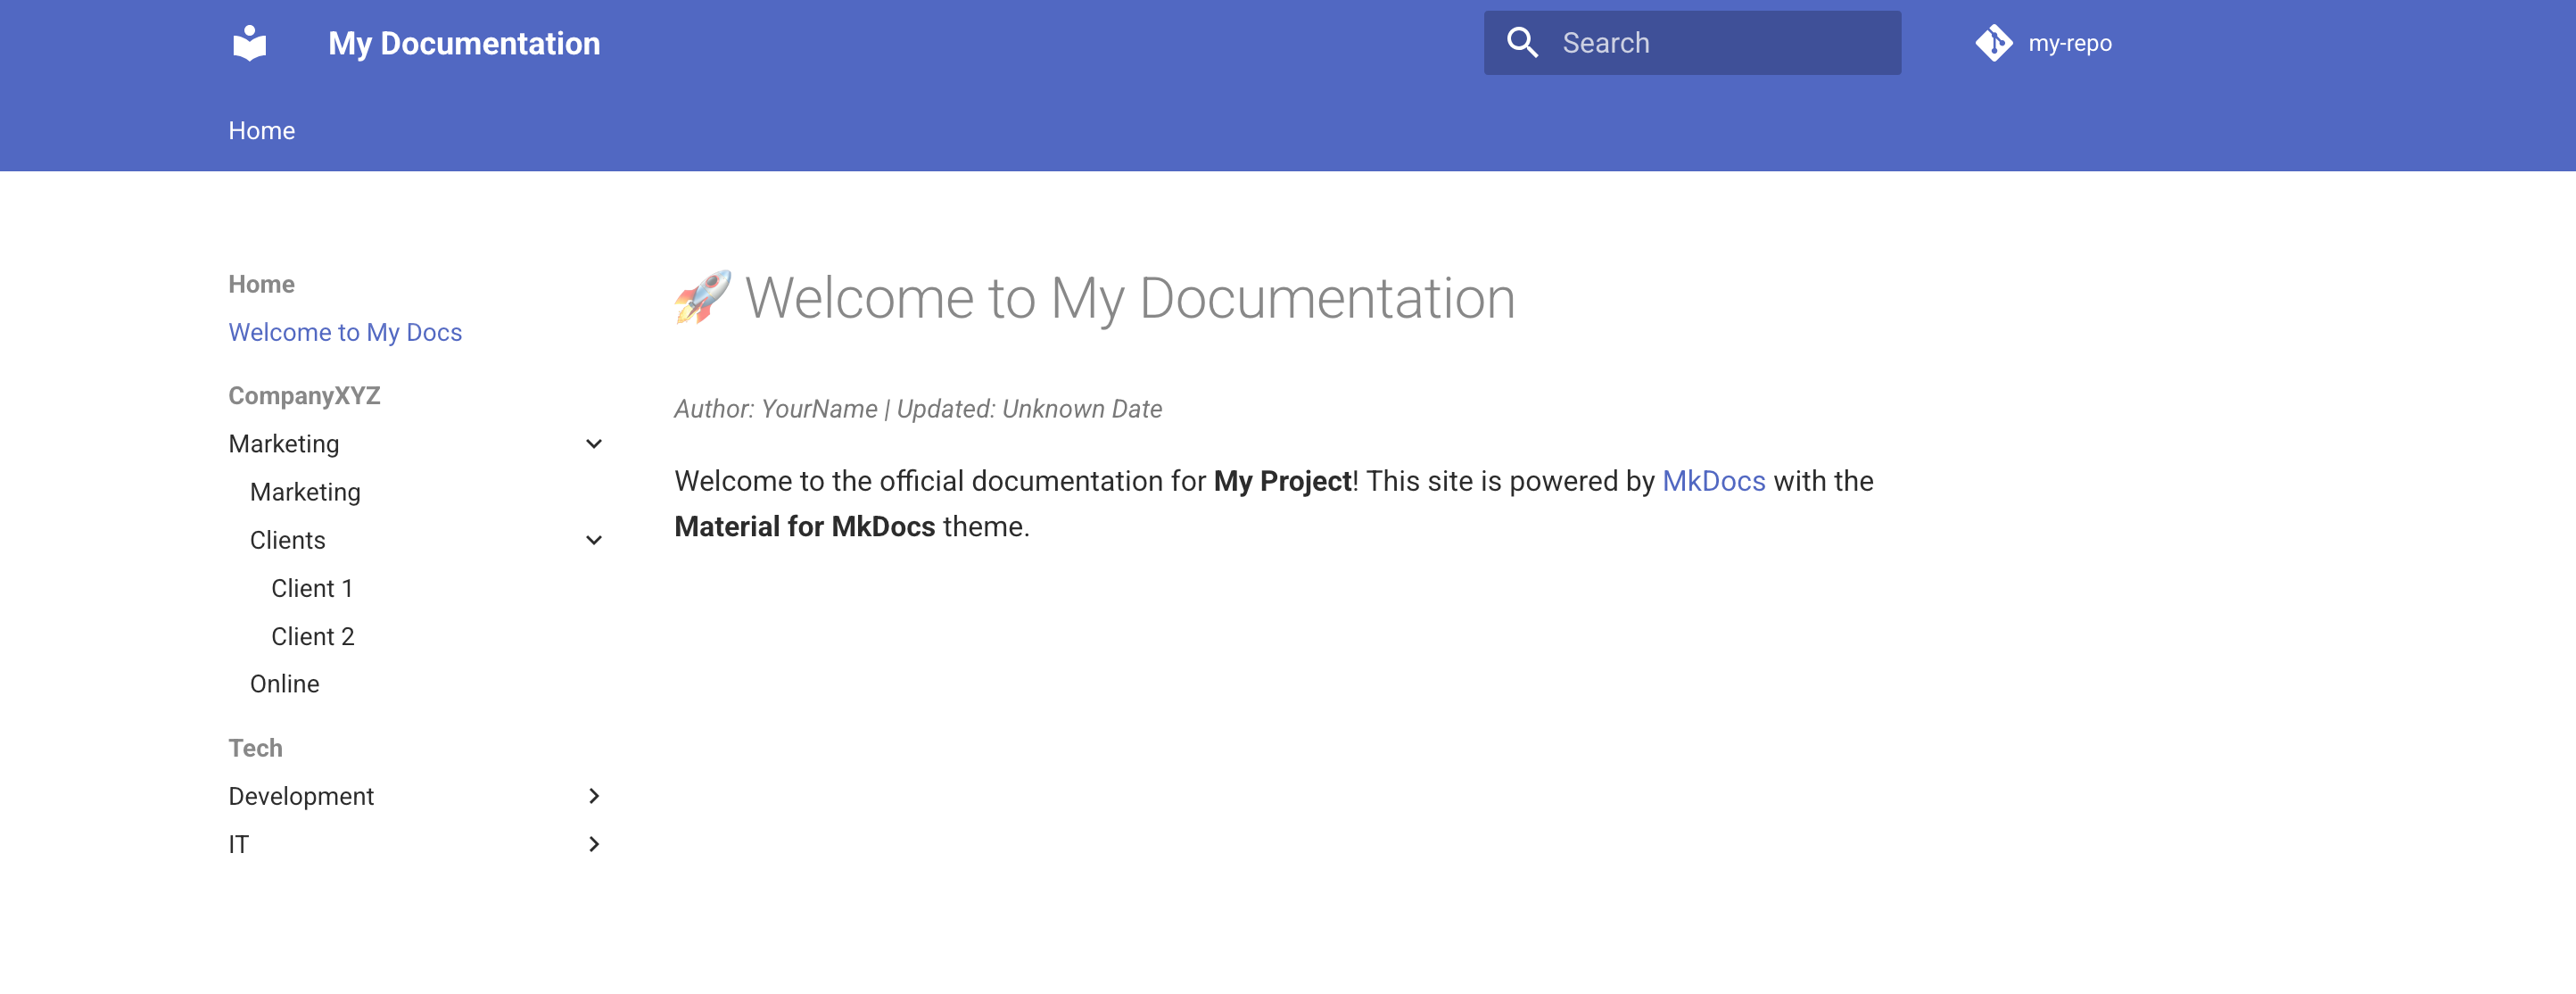 My Documentation
Search
my-repo
Home
Home
Welcome to My Docs
CompanyXYZ
Marketing
Marketing
Clients
Client 1
Client 2
Online
Tech
Development
IT
🚀 Welcome to My Documentation
Author: YourName | Updated: Unknown Date
Welcome to the official documentation for My Project! This site is powered by MkDocs with the
Material for MkDocs theme.